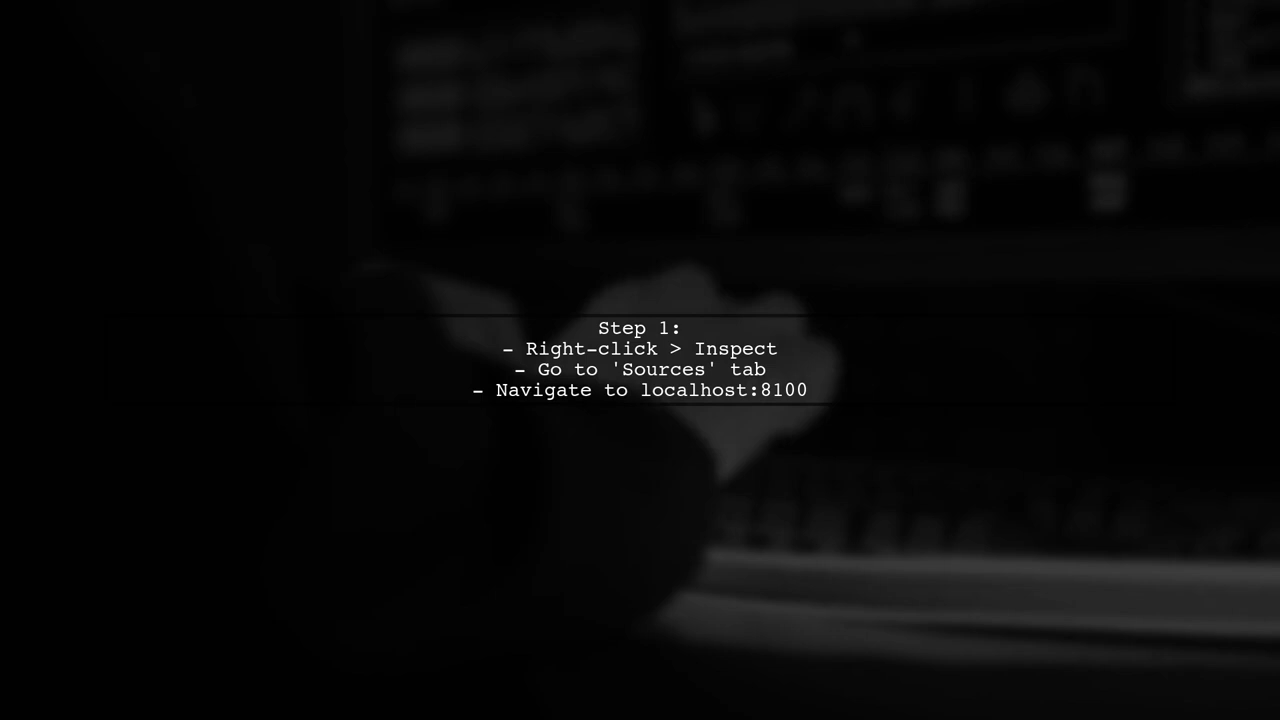 Step 1:
- Right-click > Inspect
- Go to 'Sources' tab
- Navigate to localhost:8100